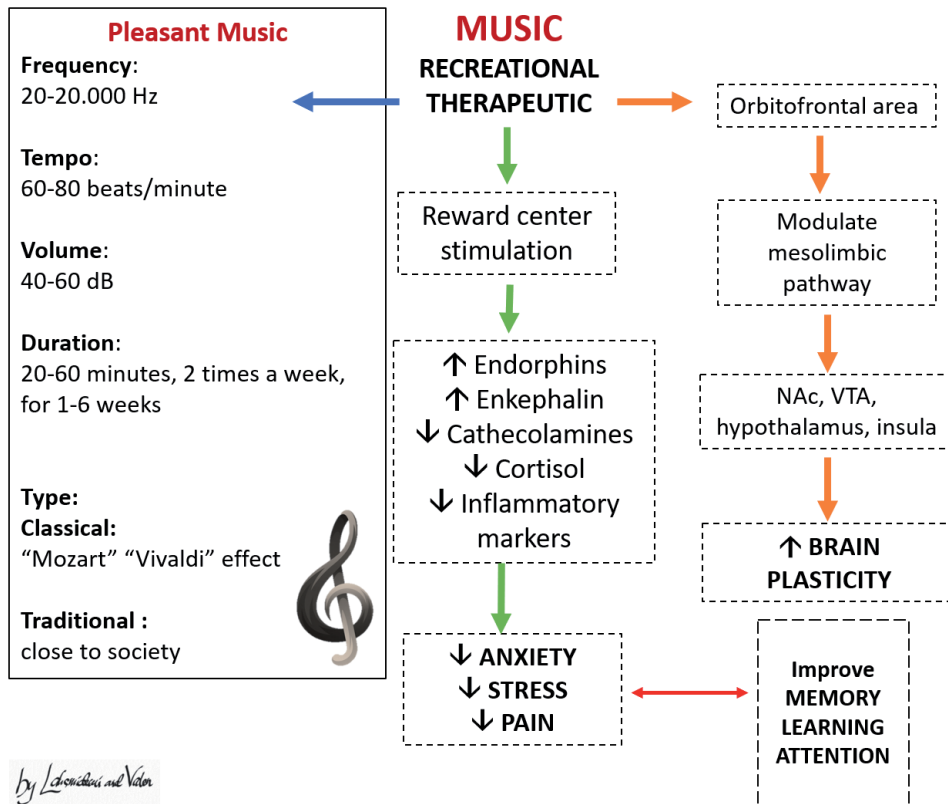 Pleasant Music
Frequency:
20-20.000 Hz
Tempo:
60-80 beats/minute
Volume:
40-60 dB
Duration:
20-60 minutes, 2 times a week,
for 1-6 weeks
Type:
Classical:
“Mozart” “Vivaldi” effect
Traditional :
close to society
MUSIC
RECREATIONAL
THERAPEUTIC
Reward center
stimulation
↑ Endorphins
↑ Enkephalin
↓ Cathecolamines
↓ Cortisol
↓ Inflammatory
markers
↓ ANXIETY
↓ STRESS
↓ PAIN
Orbitofrontal area
Modulate
mesolimbic
pathway
NAc, VTA,
hypothalamus, insula
↑ BRAIN
PLASTICITY
Improve
MEMORY
LEARNING
ATTENTION
by